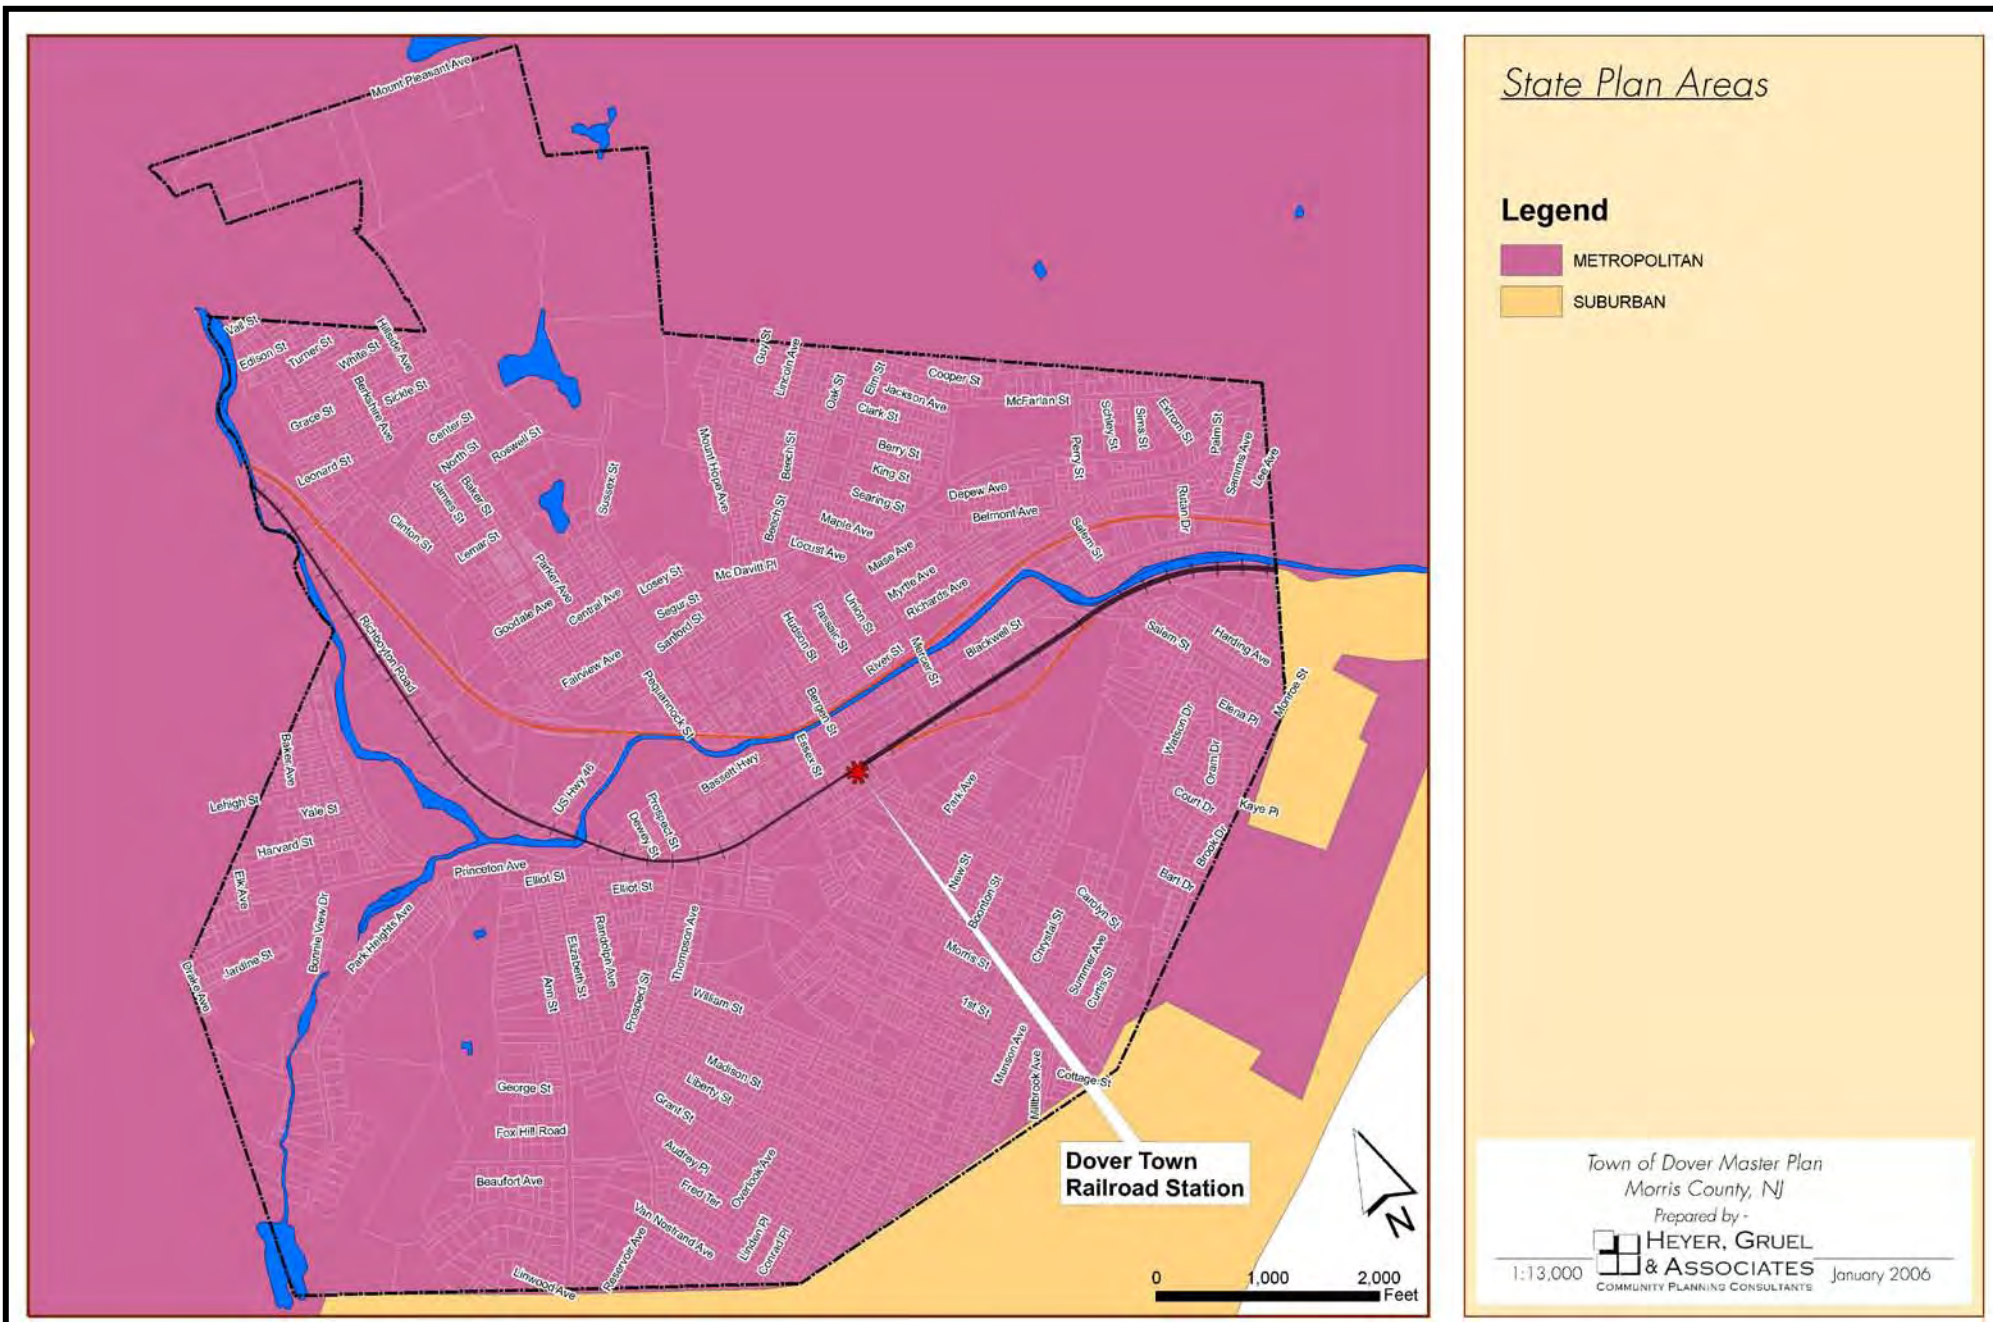 State Plan Areas
Legend
METROPOLITAN
SUBURBAN
Mount Pleasant Ave
Vail St
Edison St
Turner St
White St
Hillside Ave
Sickle St
Berkshire Ave
Grace St
Center St
North St
Roswell St
Leonard St
James St
Baker St
Clinton St
Lemar St
Sussex St
Parker Ave
Goodale Ave
Central Ave
Losey St
Segur St
Sanford St
Fairview Ave
Pequannock St
Richboyton Road
Guy St
Lincoln Ave
Oak St
Elm St
Cooper St
Jackson Ave
Clark St
McFarlan St
Schley St
Sims St
Extrom St
Palm St
Sammis Ave
Lee Ave
Mount Hope Ave
Beech St
Berry St
King St
Perry St
Searing St
Depew Ave
Rutan Dr
Beech St
Maple Ave
Belmont Ave
Salem St
Locust Ave
Mase Ave
Mc Davitt Pl
Myrtle Ave
Richards Ave
Union St
Passaic St
Hudson St
River St
Mercer St
Blackwell St
Bergen St
Essex St
Bassett Hwy
US Hwy 46
Prospect St
Dewey St
Salem St
Harding Ave
Monroe St
Elena Pl
Watson Dr
Oram Dr
Court Dr
Kaye Pl
Brook Dr
Bart Dr
Park Ave
New St
Boonton St
Carolyn St
Chrystal St
Summer Ave
Curtis St
Morris St
1st St
Munson Ave
Millbrook Ave
Cottage St
Baker Ave
Lehigh St
Yale St
Harvard St
Elk Ave
Princeton Ave
Elliot St
Elliot St
Bonnie View Dr
Park Heights Ave
Jardine St
Drake Ave
Randolph Ave
Elizabeth St
Ann St
Thompson Ave
Prospect St
William St
Madison St
Liberty St
George St
Grant St
Fox Hill Road
Audrey Pl
Beaufort Ave
Fred Ter
Overlook Ave
Van Nostrand Ave
Linden Pl
Conrad Pl
Reservoir Ave
Linwood Ave
Dover Town
Railroad Station
N
0 1,000 2,000
Feet
Town of Dover Master Plan
Morris County, NJ
Prepared by -
HEYER, GRUEL
& ASSOCIATES
COMMUNITY PLANNING CONSULTANTS
1:13,000
January 2006